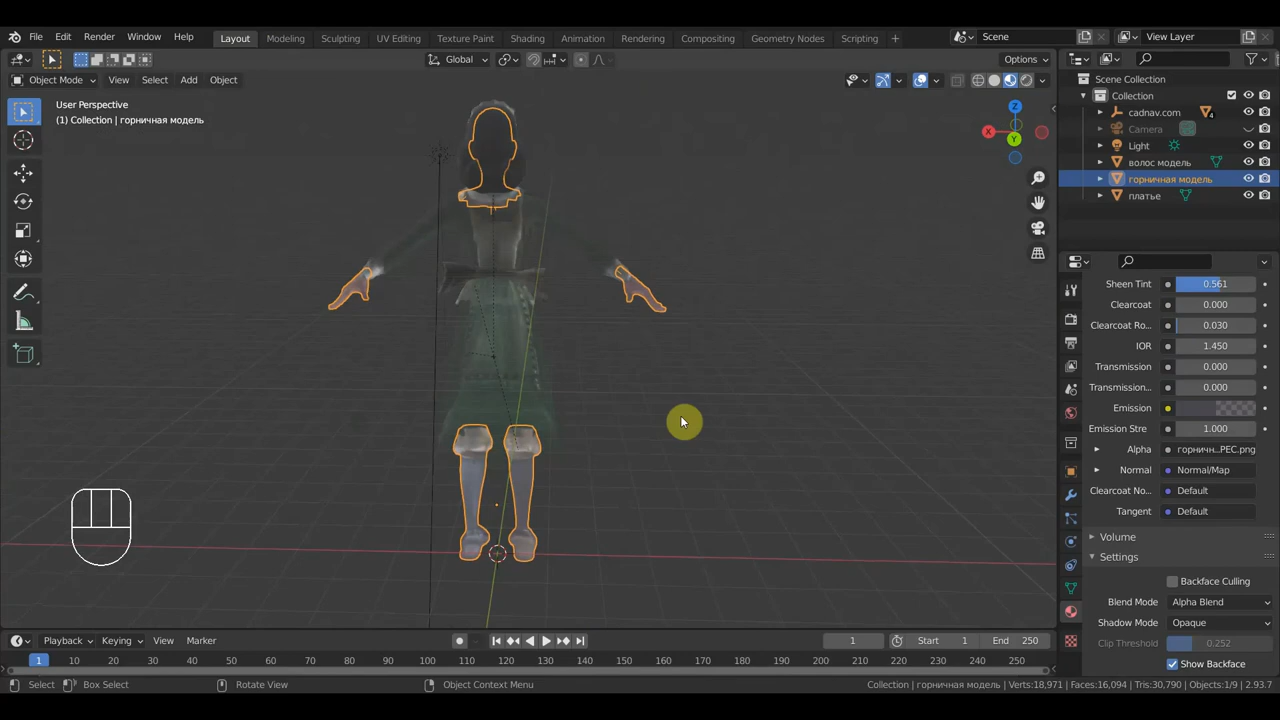 File Edit Render Window Help Layout Modeling Sculpting UV Editing Texture Paint Shading Animation Rendering Compositing Geometry Nodes Scripting + Scene View Layer
Global Options
Object Mode View Select Add Object
User Perspective
(1) Collection | горничная модель
Scene Collection
Collection
cadnav.com 4
Camera
Light
волос модель
горничная модель
платье
X
Y
Z
Sheen Tint 0.561
Clearcoat 0.000
Clearcoat Ro... 0.030
IOR 1.450
Transmission 0.000
Transmission... 0.000
Emission
Emission Stre 1.000
Alpha горничн...PEC.png
Normal Normal/Map
Clearcoat No... Default
Tangent Default
Volume
Settings
Backface Culling
Blend Mode Alpha Blend
Shadow Mode Opaque
Clip Threshold 0.252
Show Backface
Playback Keying View Marker 1 Start 1 End 250
1 10 20 30 40 50 60 70 80 90 100 110 120 130 140 150 160 170 180 190 200 210 220 230 240 250
Select Box Select Rotate View Object Context Menu Collection | горничная модель | Verts:18,971 | Faces:16,094 | Tris:30,790 | Objects:1/9 | 2.93.7